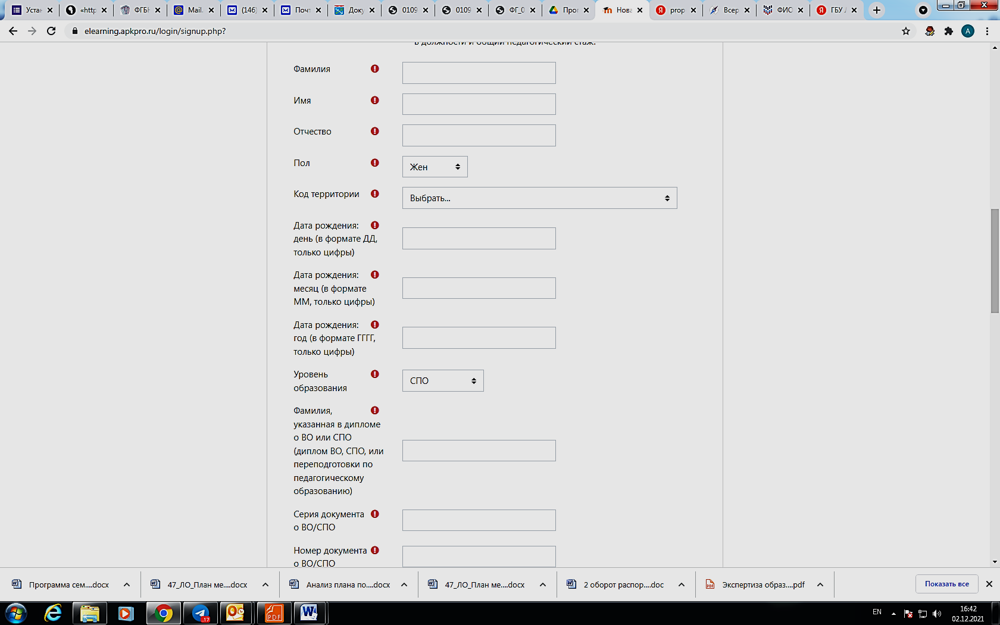 Уста
«http
ФГБН
Mail.
(146)
Почт
Доку
0109
0109
ФГ_0
Прог
Нова
prop
Всер
ФИО
ГБУ Л
elearning.apkpro.ru/login/signup.php?
A
в должности и общий педагогический стаж.
Фамилия
Имя
Отчество
Пол
Жен
Код территории
Выбрать...
Дата рождения:
день (в формате ДД,
только цифры)
Дата рождения:
месяц (в формате
ММ, только цифры)
Дата рождения:
год (в формате ГГГГ,
только цифры)
Уровень
образования
СПО
Фамилия,
указанная в дипломе
о ВО или СПО
(диплом ВО, СПО, или
переподготовки по
педагогическому
образованию)
Серия документа
о ВО/СПО
Номер документа
о ВО/СПО
Программа сем....docx
47_ЛО_План ме....docx
Анализ плана по....docx
47_ЛО_План ме....docx
2 оборот распор....doc
Экспертиза образ....pdf
Показать все
.17
PDF
EN
16:42
02.12.2021